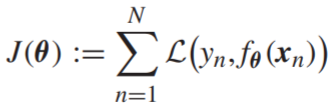 J(θ) := ∑_{n=1}^{N} ℒ(y_n, f_θ(x_n))